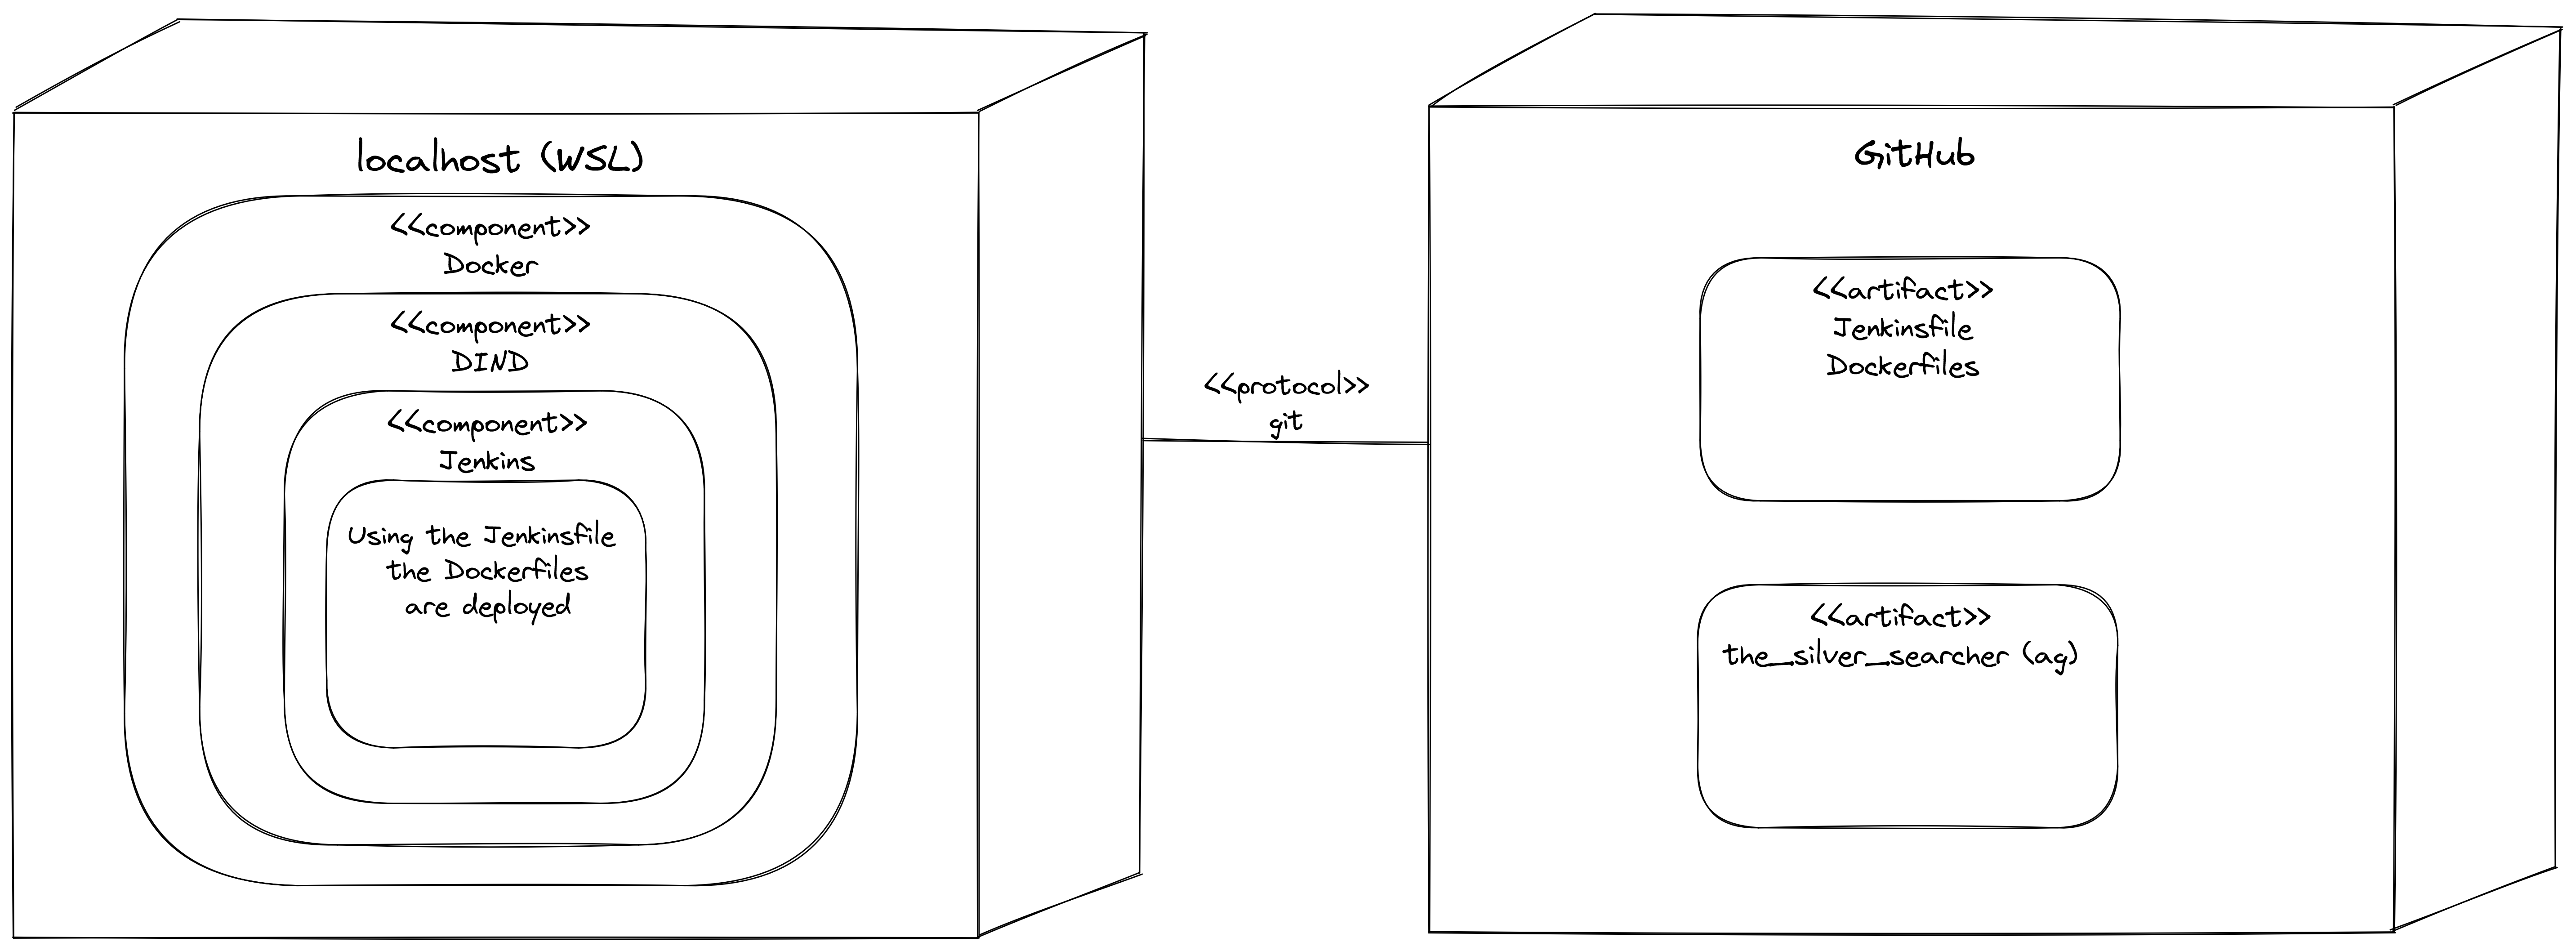 localhost (WSL)
<<component>>
Docker
<<component>>
DIND
<<component>>
Jenkins
Using the Jenkinsfile
the Dockerfiles
are deployed
<<protocol>>
git
GitHub
<<artifact>>
Jenkinsfile
Dockerfiles
<<artifact>>
the_silver_searcher (ag)